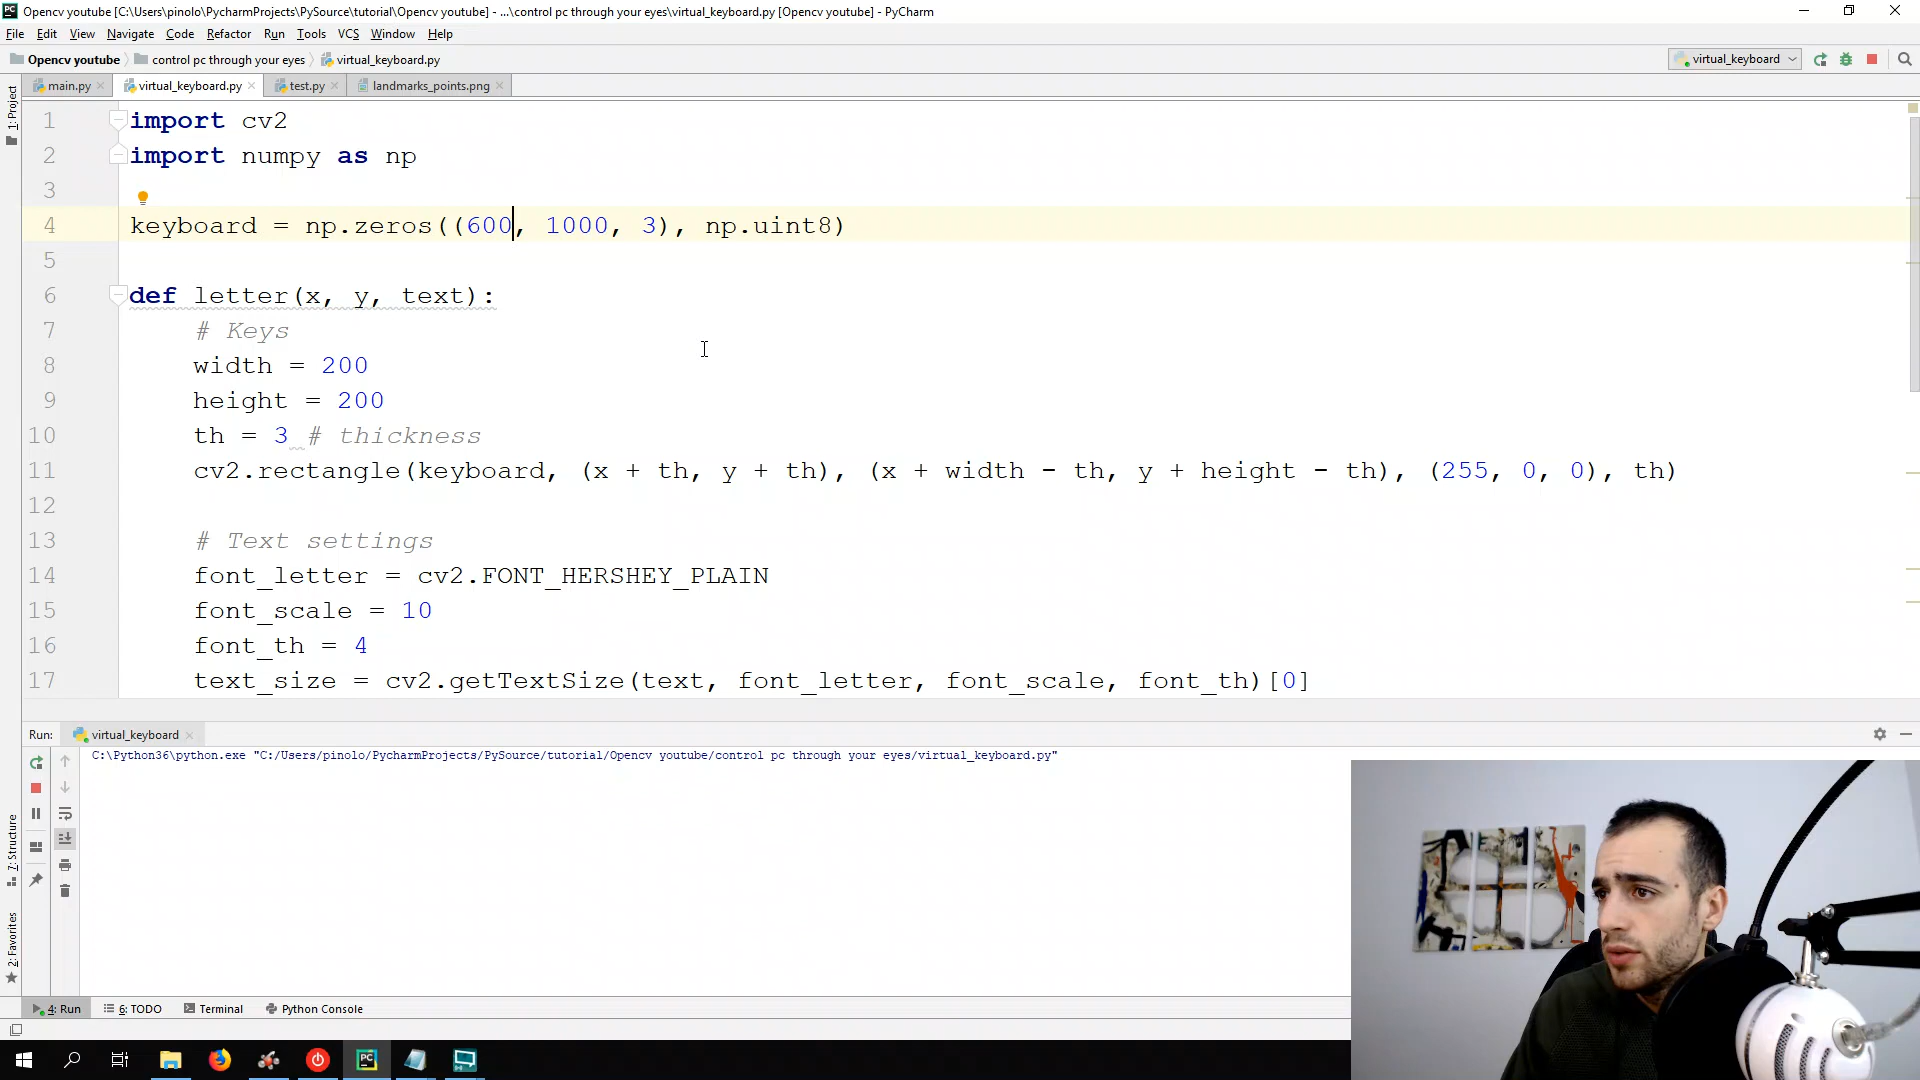 Opencv youtube [C:\Users\pinolo\PycharmProjects\PySource\tutorial\Opencv youtube] - ...\control pc through your eyes\virtual_keyboard.py [Opencv youtube] - PyCharm
File Edit View Navigate Code Refactor Run Tools VCS Window Help
Opencv youtube control pc through your eyes virtual_keyboard.py virtual_keyboard
main.py virtual_keyboard.py test.py landmarks_points.png
1: Project
1 import cv2
2 import numpy as np
3
4 keyboard = np.zeros((600, 1000, 3), np.uint8)
5
6 def letter(x, y, text):
7 # Keys
8 width = 200
9 height = 200
10 th = 3 # thickness
11 cv2.rectangle(keyboard, (x + th, y + th), (x + width - th, y + height - th), (255, 0, 0), th)
12
13 # Text settings
14 font_letter = cv2.FONT_HERSHEY_PLAIN
15 font_scale = 10
16 font_th = 4
17 text_size = cv2.getTextSize(text, font_letter, font_scale, font_th)[0]
Run: virtual_keyboard
C:\Python36\python.exe "C:/Users/pinolo/PycharmProjects/PySource/tutorial/Opencv youtube/control pc through your eyes/virtual_keyboard.py"
7: Structure
2: Favorites
4: Run 6: TODO Terminal Python Console
PC